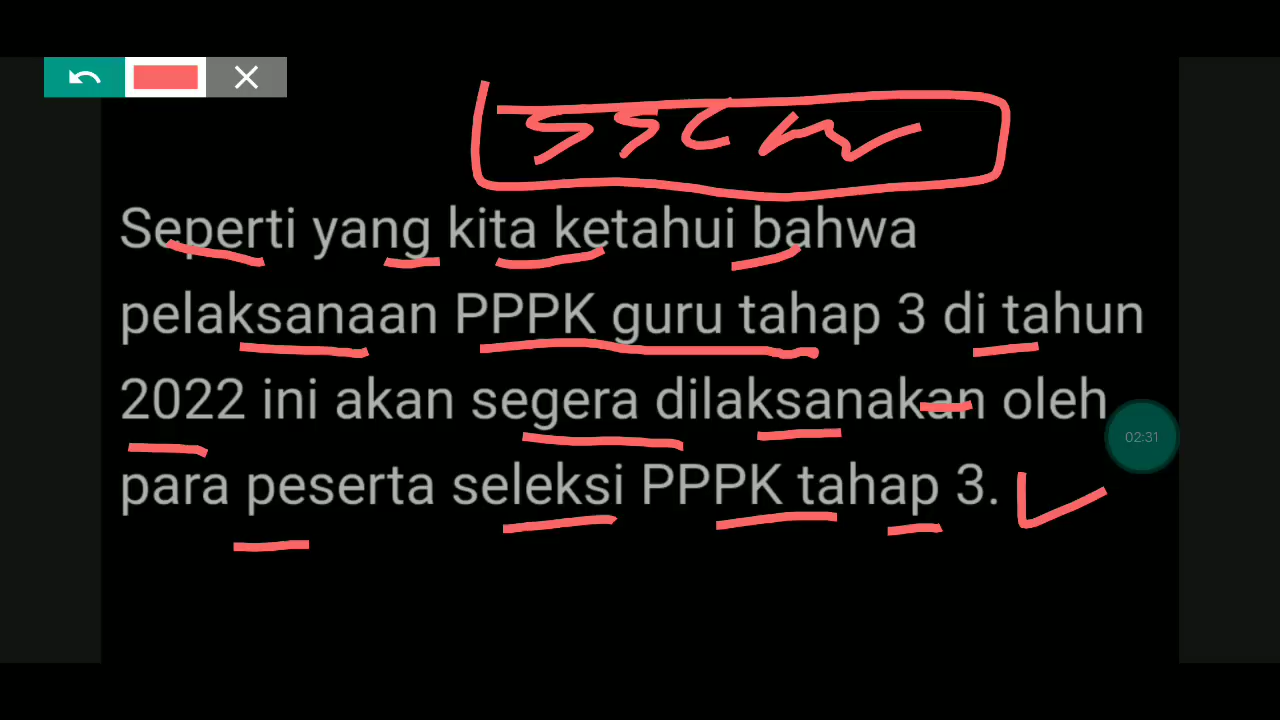 SSCN
Seperti yang kita ketahui bahwa
pelaksanaan PPPK guru tahap 3 di tahun
2022 ini akan segera dilaksanakan oleh
02:31
para peserta seleksi PPPK tahap 3.